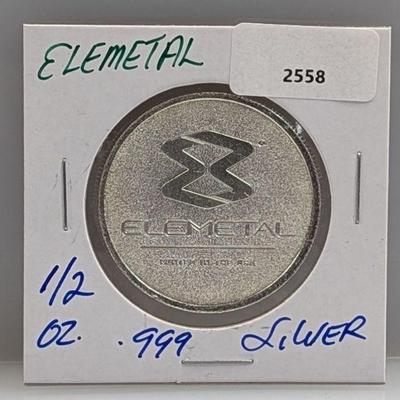 ELEMETAL
2558
ELEMETAL
1/2
OZ. .999 SILVER